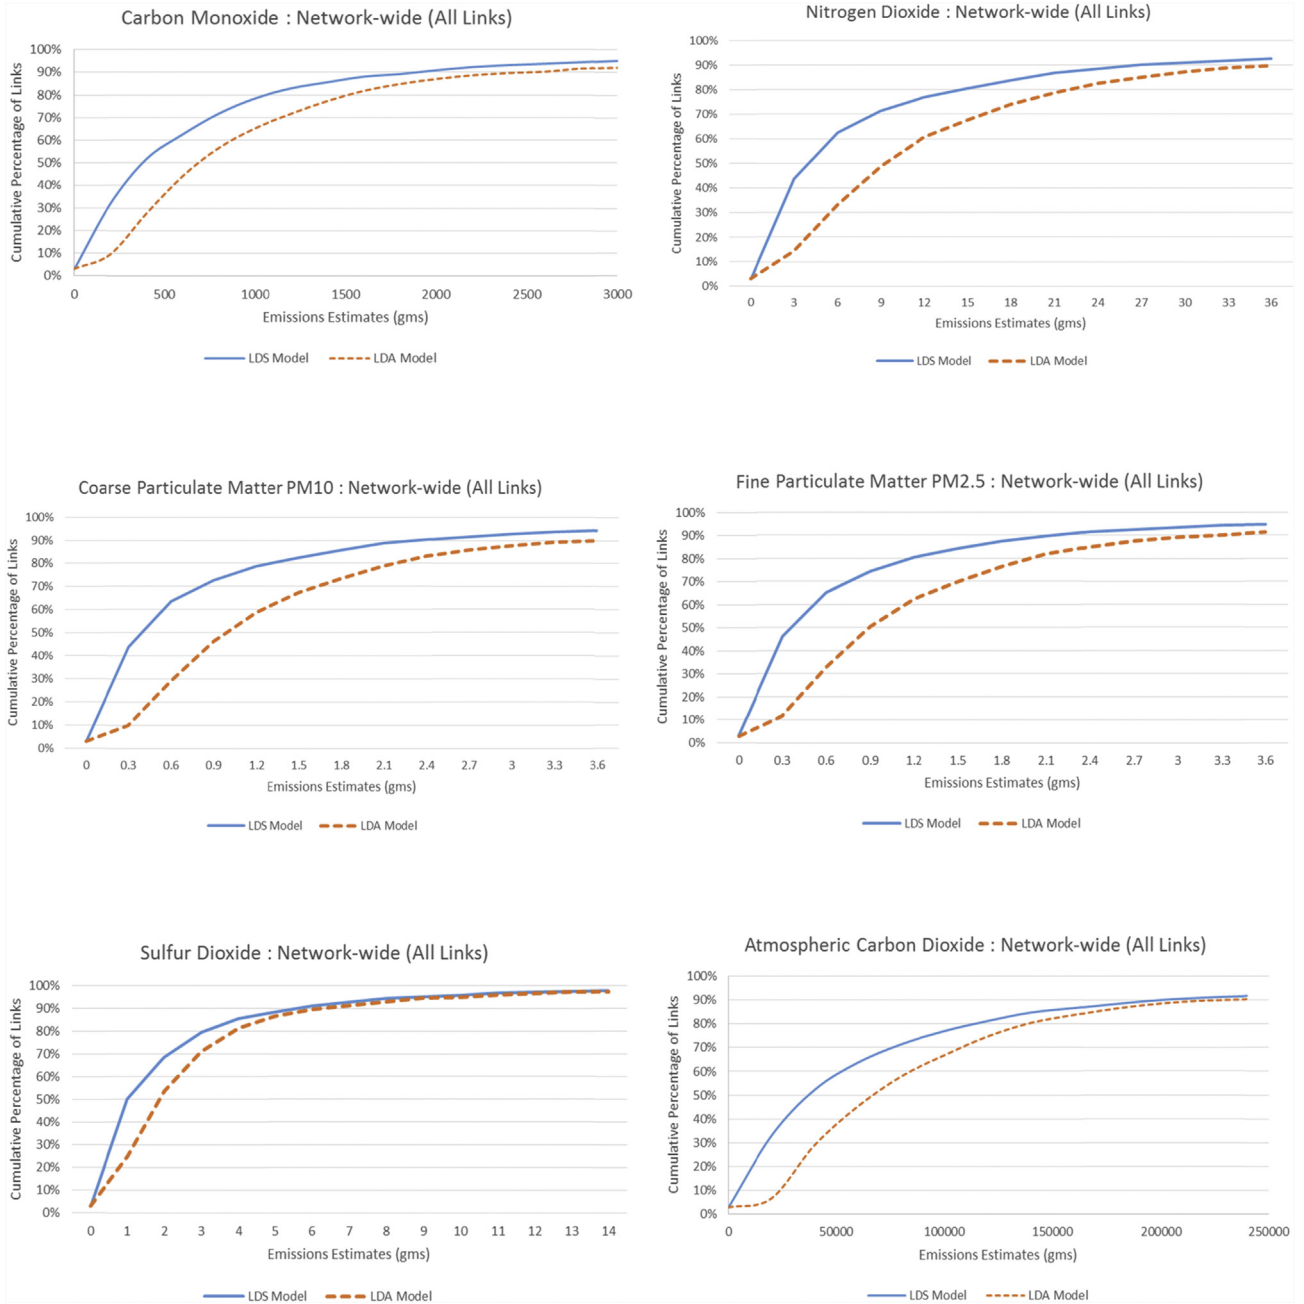 Carbon Monoxide : Network-wide (All Links)
100%
90%
80%
70%
60%
50%
40%
30%
20%
10%
0%
Cumulative Percentage of Links
0 500 1000 1500 2000 2500 3000
Emissions Estimates (gms)
LDS Model LDA Model
Nitrogen Dioxide : Network-wide (All Links)
100%
90%
80%
70%
60%
50%
40%
30%
20%
10%
0%
Cumulative Percentage of Links
0 3 6 9 12 15 18 21 24 27 30 33 36
Emissions Estimates (gms)
LDS Model LDA Model
Coarse Particulate Matter PM10 : Network-wide (All Links)
100%
90%
80%
70%
60%
50%
40%
30%
20%
10%
0%
Cumulative Percentage of Links
0 0.3 0.6 0.9 1.2 1.5 1.8 2.1 2.4 2.7 3 3.3 3.6
Emissions Estimates (gms)
LDS Model LDA Model
Fine Particulate Matter PM2.5 : Network-wide (All Links)
100%
90%
80%
70%
60%
50%
40%
30%
20%
10%
0%
Cumulative Percentage of Links
0 0.3 0.6 0.9 1.2 1.5 1.8 2.1 2.4 2.7 3 3.3 3.6
Emissions Estimates (gms)
LDS Model LDA Model
Sulfur Dioxide : Network-wide (All Links)
100%
90%
80%
70%
60%
50%
40%
30%
20%
10%
0%
Cumulative Percentage of Links
0 1 2 3 4 5 6 7 8 9 10 11 12 13 14
Emissions Estimates (gms)
LDS Model LDA Model
Atmospheric Carbon Dioxide : Network-wide (All Links)
100%
90%
80%
70%
60%
50%
40%
30%
20%
10%
0%
Cumulative Percentage of Links
0 50000 100000 150000 200000 250000
Emissions Estimates (gms)
LDS Model LDA Model